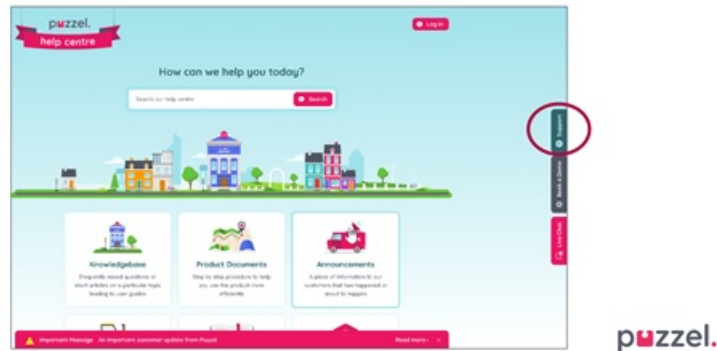 puzzel.
help centre
Log in
How can we help you today?
Search our help centre
Search
Support
Book a Demo
Live Chat
Knowledgebase
Frequently asked questions or
short articles on a particular topic
leading to user guides
Product Documents
Step by step procedure to help
you use the product more
efficiently
Announcements
A piece of information to our
customers that has happened or
about to happen
Important Message An important customer update from Puzzel
Read more
puzzel.